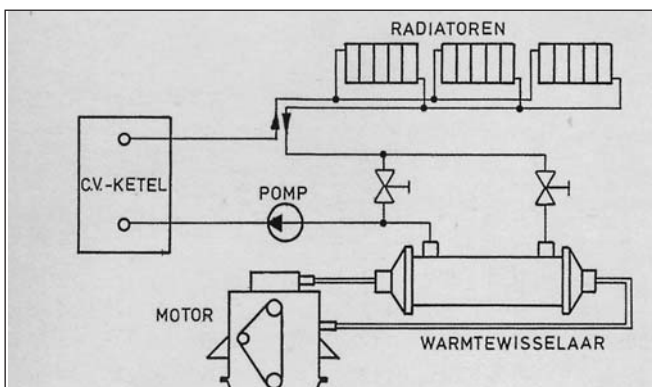 RADIATOREN
C.V.-KETEL
POMP
MOTOR
WARMTEWISSELAAR